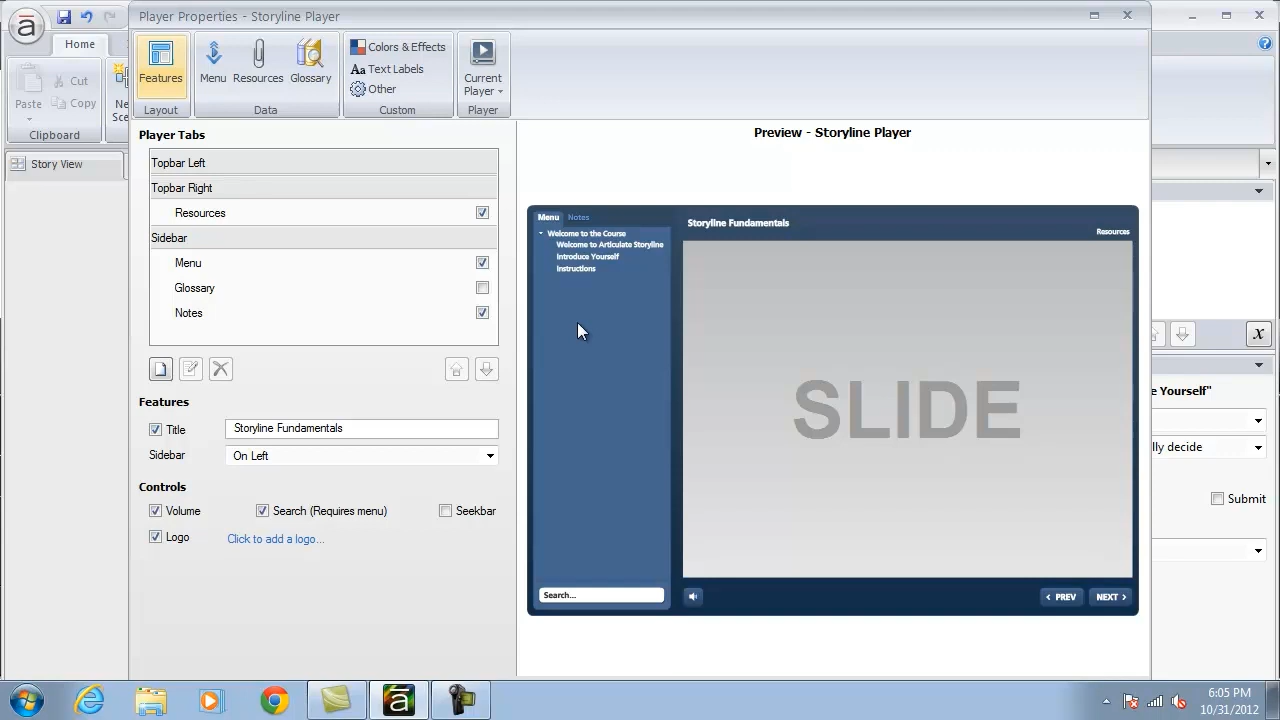 Player Properties - Storyline Player
Home
Cut
Copy
Paste
Clipboard
Ne
Sce
Story View
Features
Layout
Menu
Resources
Glossary
Data
Colors & Effects
Aa Text Labels
Other
Custom
Current
Player
Player
Player Tabs
Topbar Left
Topbar Right
Resources
Sidebar
Menu
Glossary
Notes
Features
Title
Storyline Fundamentals
Sidebar
On Left
Controls
Volume
Search (Requires menu)
Seekbar
Logo
Click to add a logo...
Preview - Storyline Player
Menu
Notes
Welcome to the Course
Welcome to Articulate Storyline
Introduce Yourself
Instructions
Search...
Storyline Fundamentals
Resources
SLIDE
PREV
NEXT
x
e Yourself"
lly decide
Submit
6:05 PM
10/31/2012